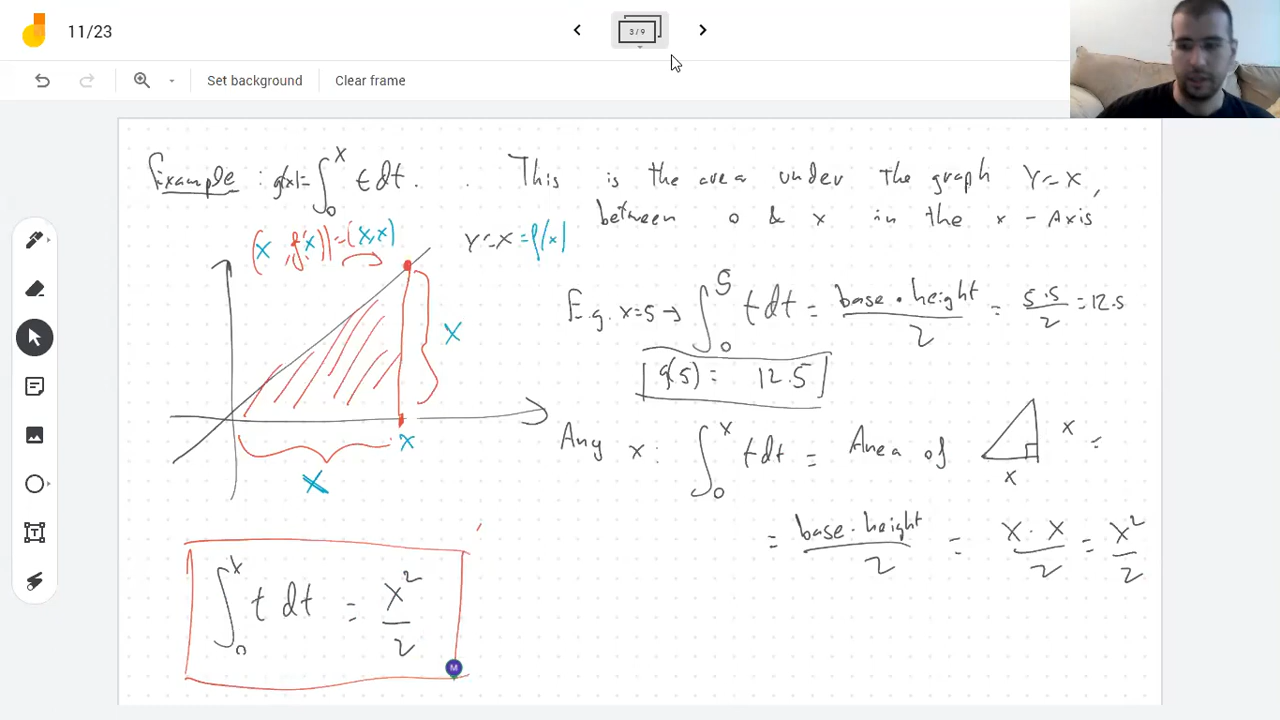 11/23
3 / 9
Set background
Clear frame
Example : g(x)= ∫₀ˣ t dt. . This is the area under the graph Y=x,
between 0 & x in the x - Axis
(x, f(x)) = (x,x)
Y=x =f(x)
x
x
x
E.g. x=5 → ∫₀⁵ t dt = base · height / 2 = 5·5 / 2 = 12.5
g(5) = 12.5
Any x : ∫₀ˣ t dt = Area of x x =
= base · height / 2 = x · x / 2 = x² / 2
∫₀ˣ t dt = x² / 2
M